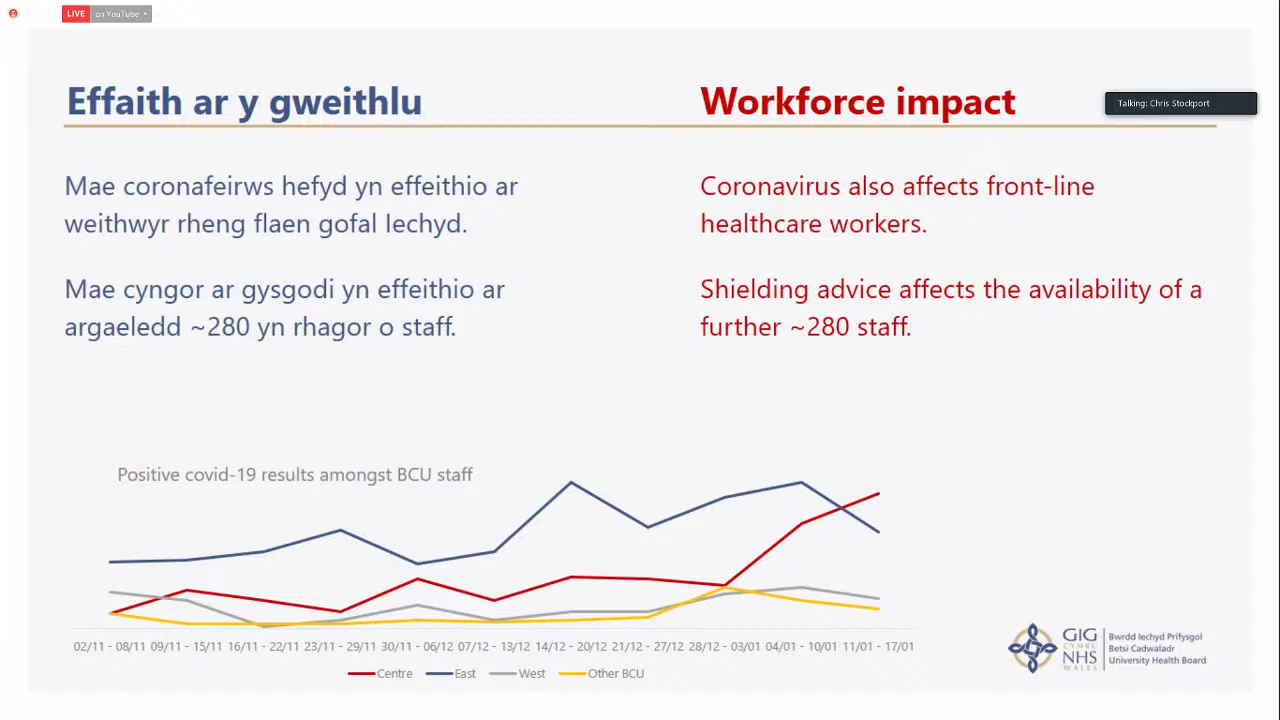 LIVE on YouTube
Effaith ar y gweithlu
Workforce impact
Talking: Chris Stockport
Mae coronafeirws hefyd yn effeithio ar
weithwyr rheng flaen gofal Iechyd.
Mae cyngor ar gysgodi yn effeithio ar
argaeledd ~280 yn rhagor o staff.
Coronavirus also affects front-line
healthcare workers.
Shielding advice affects the availability of a
further ~280 staff.
Positive covid-19 results amongst BCU staff
02/11 - 08/11 09/11 - 15/11 16/11 - 22/11 23/11 - 29/11 30/11 - 06/12 07/12 - 13/12 14/12 - 20/12 21/12 - 27/12 28/12 - 03/01 04/01 - 10/01 11/01 - 17/01
Centre East West Other BCU
GIG
CYMRU
NHS
WALES
Bwrdd Iechyd Prifysgol
Betsi Cadwaladr
University Health Board